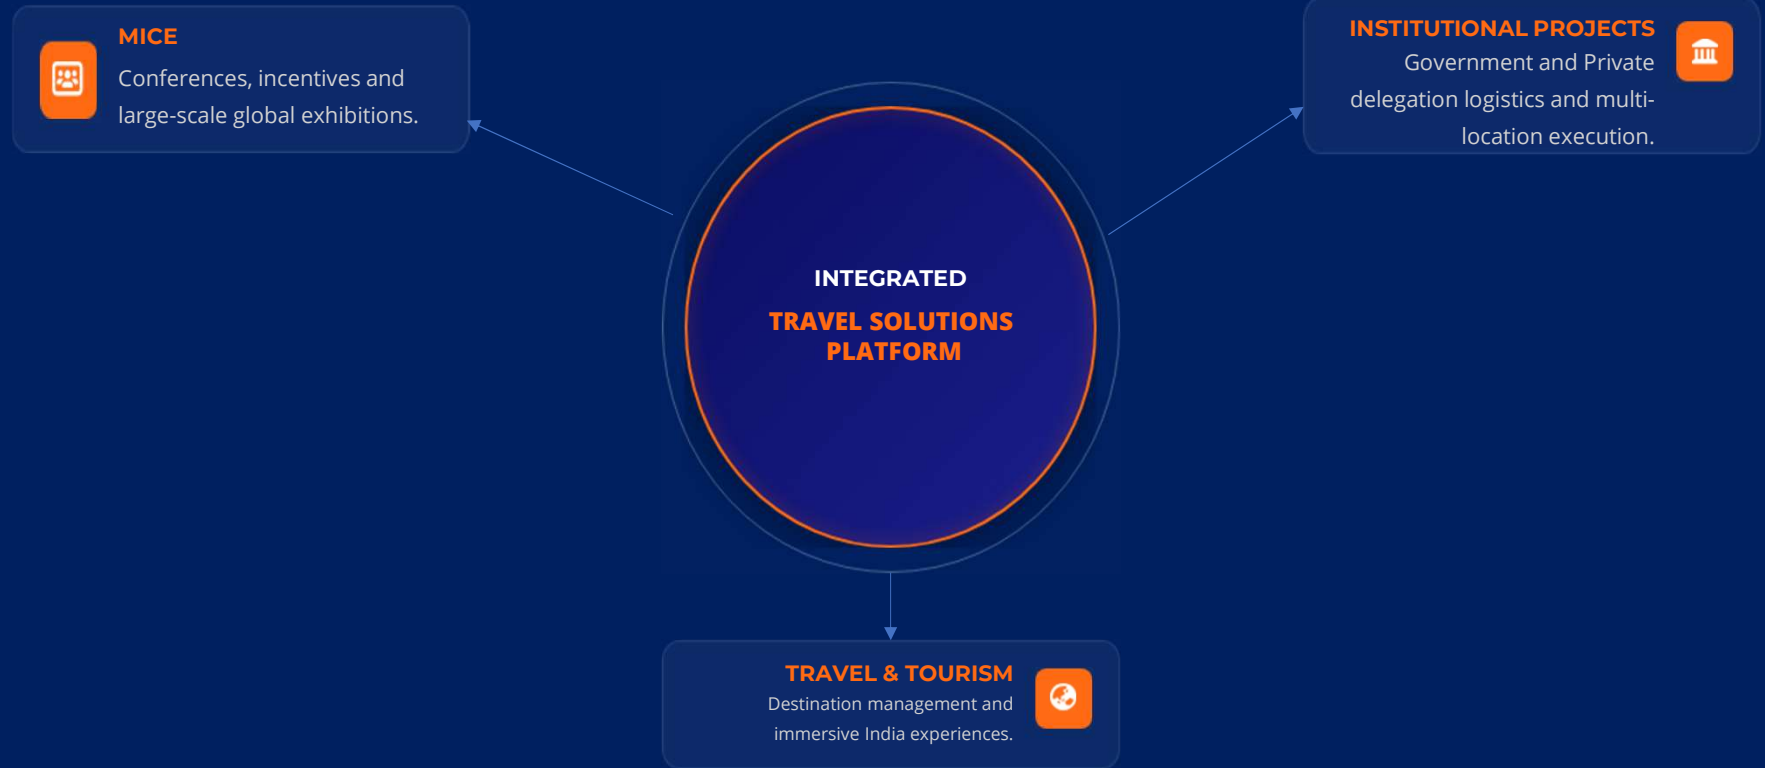 MICE
Conferences, incentives and
large-scale global exhibitions.
INSTITUTIONAL PROJECTS
Government and Private
delegation logistics and multi-
location execution.
INTEGRATED
TRAVEL SOLUTIONS
PLATFORM
TRAVEL & TOURISM
Destination management and
immersive India experiences.